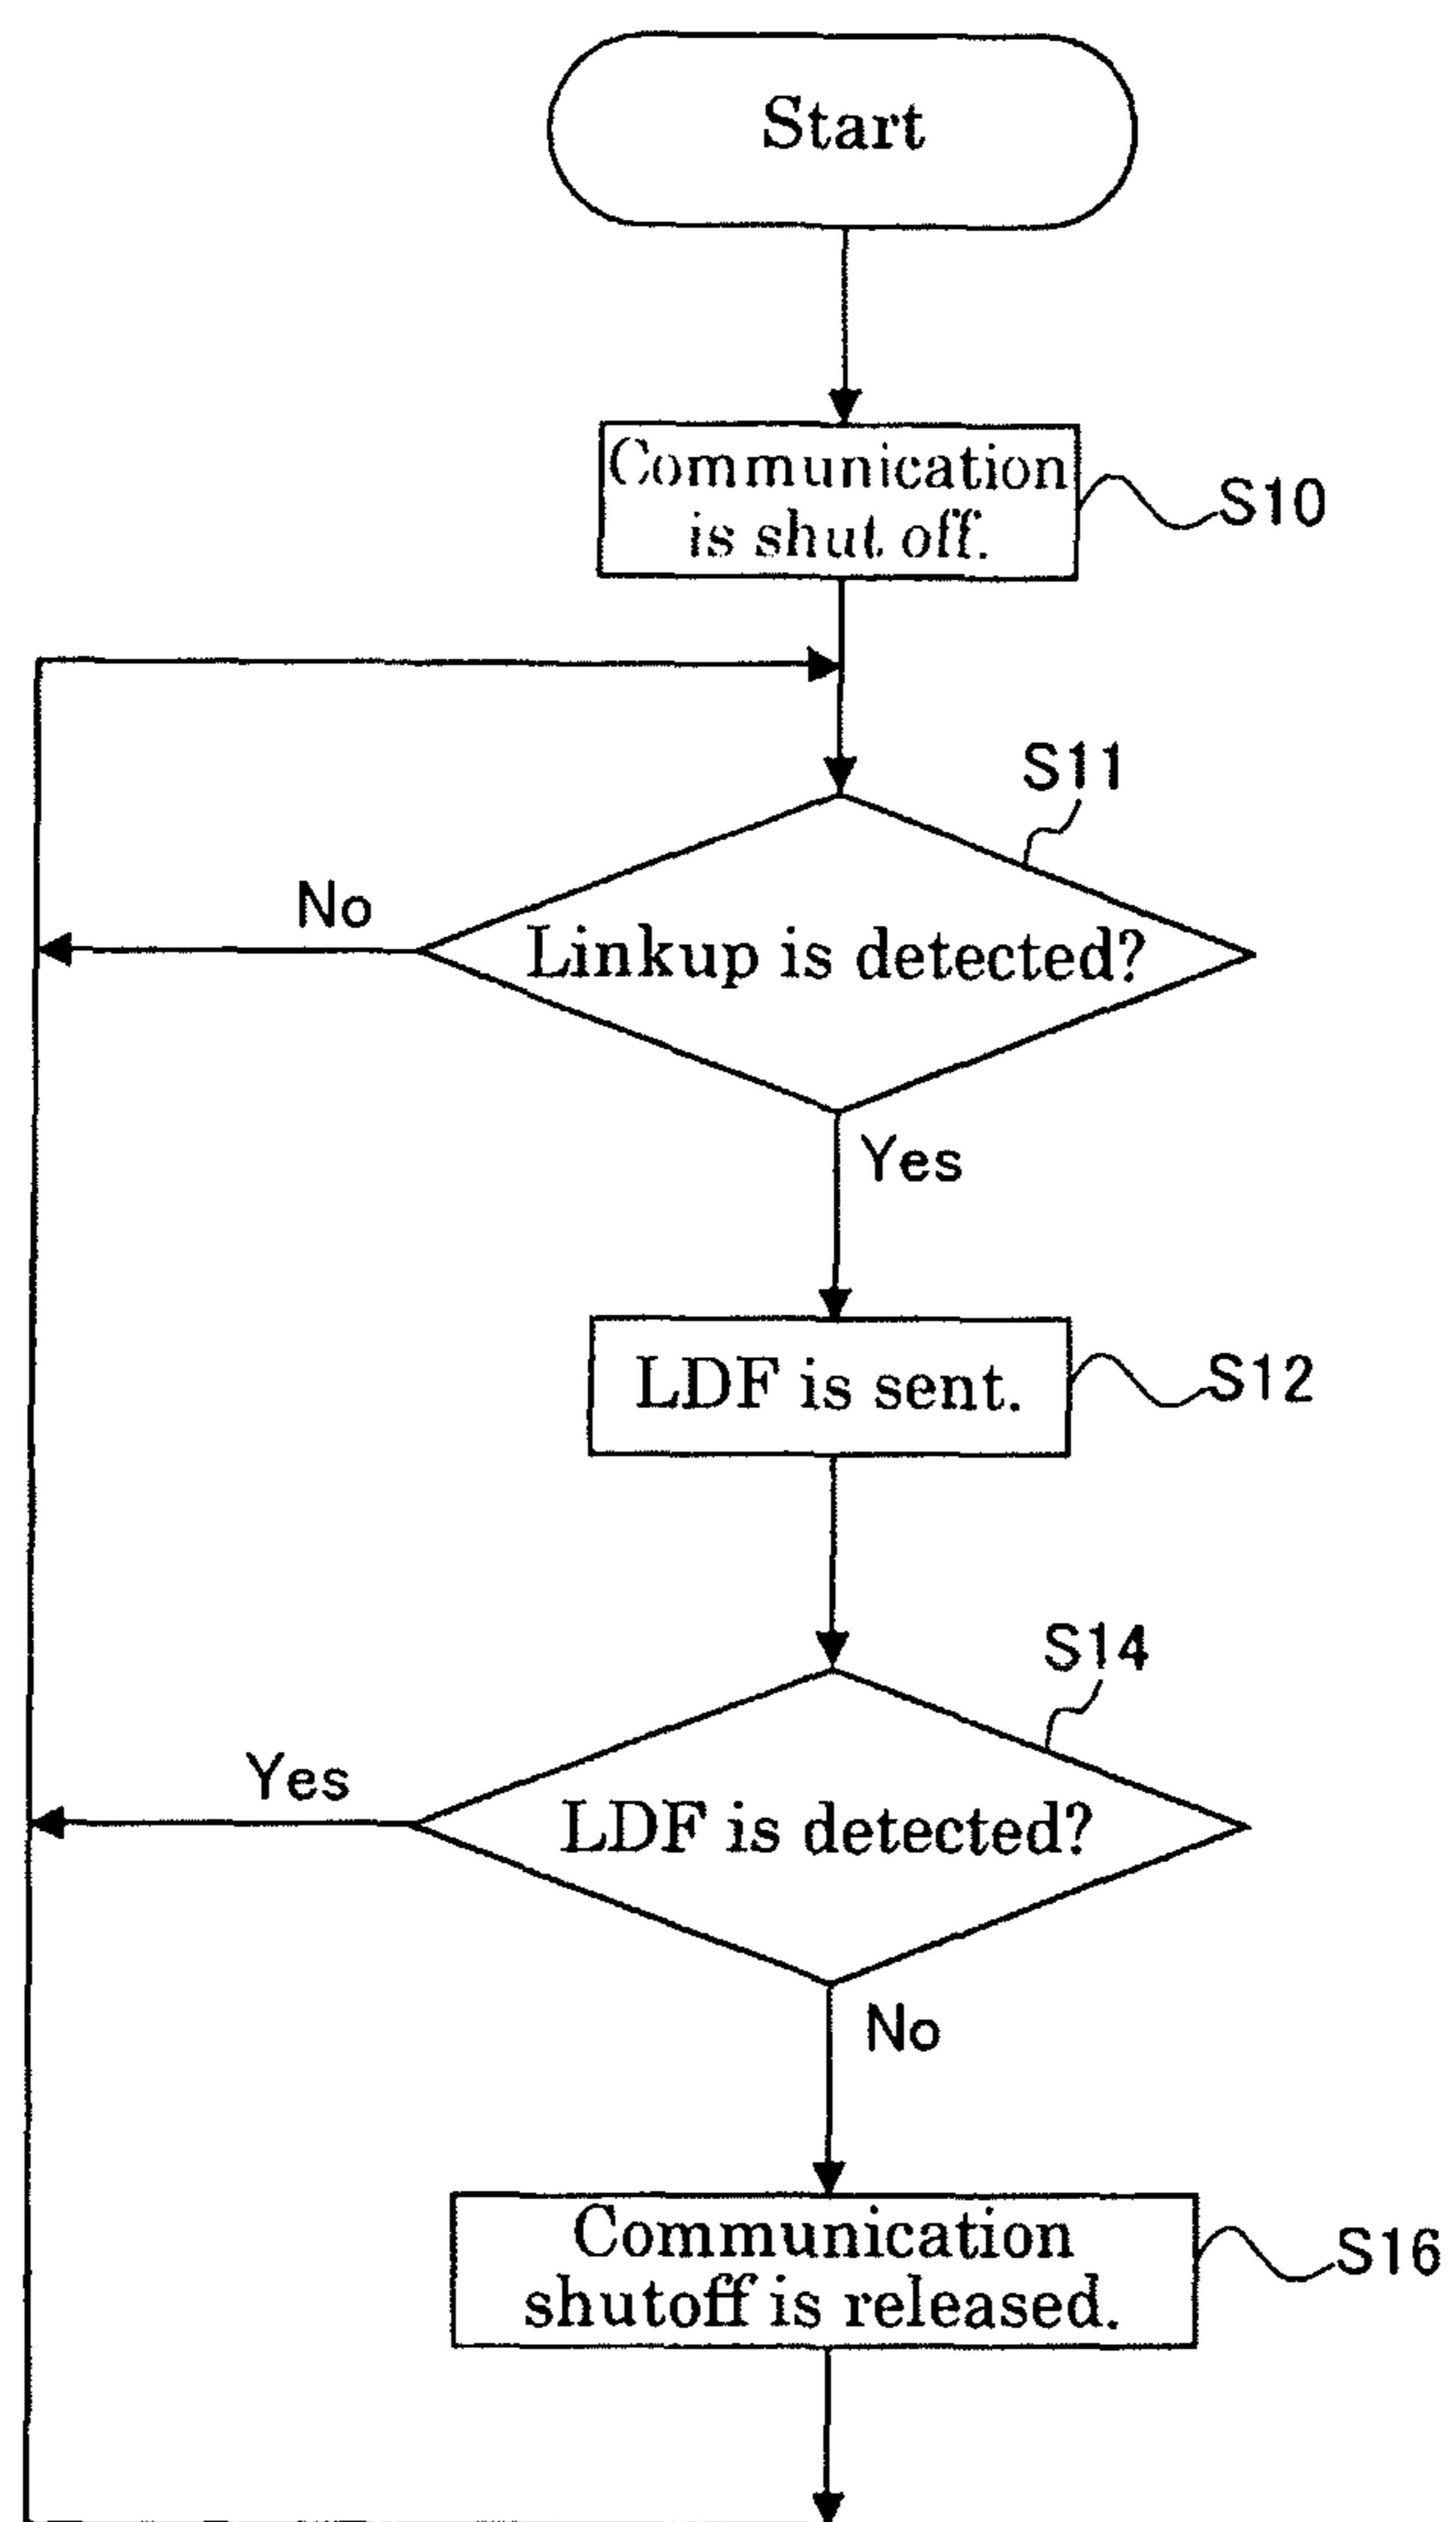 Start
Communication
is shut off.
S10
S11
No
Linkup is detected?
Yes
LDF is sent.
S12
S14
Yes
LDF is detected?
No
Communication
shutoff is released.
S16